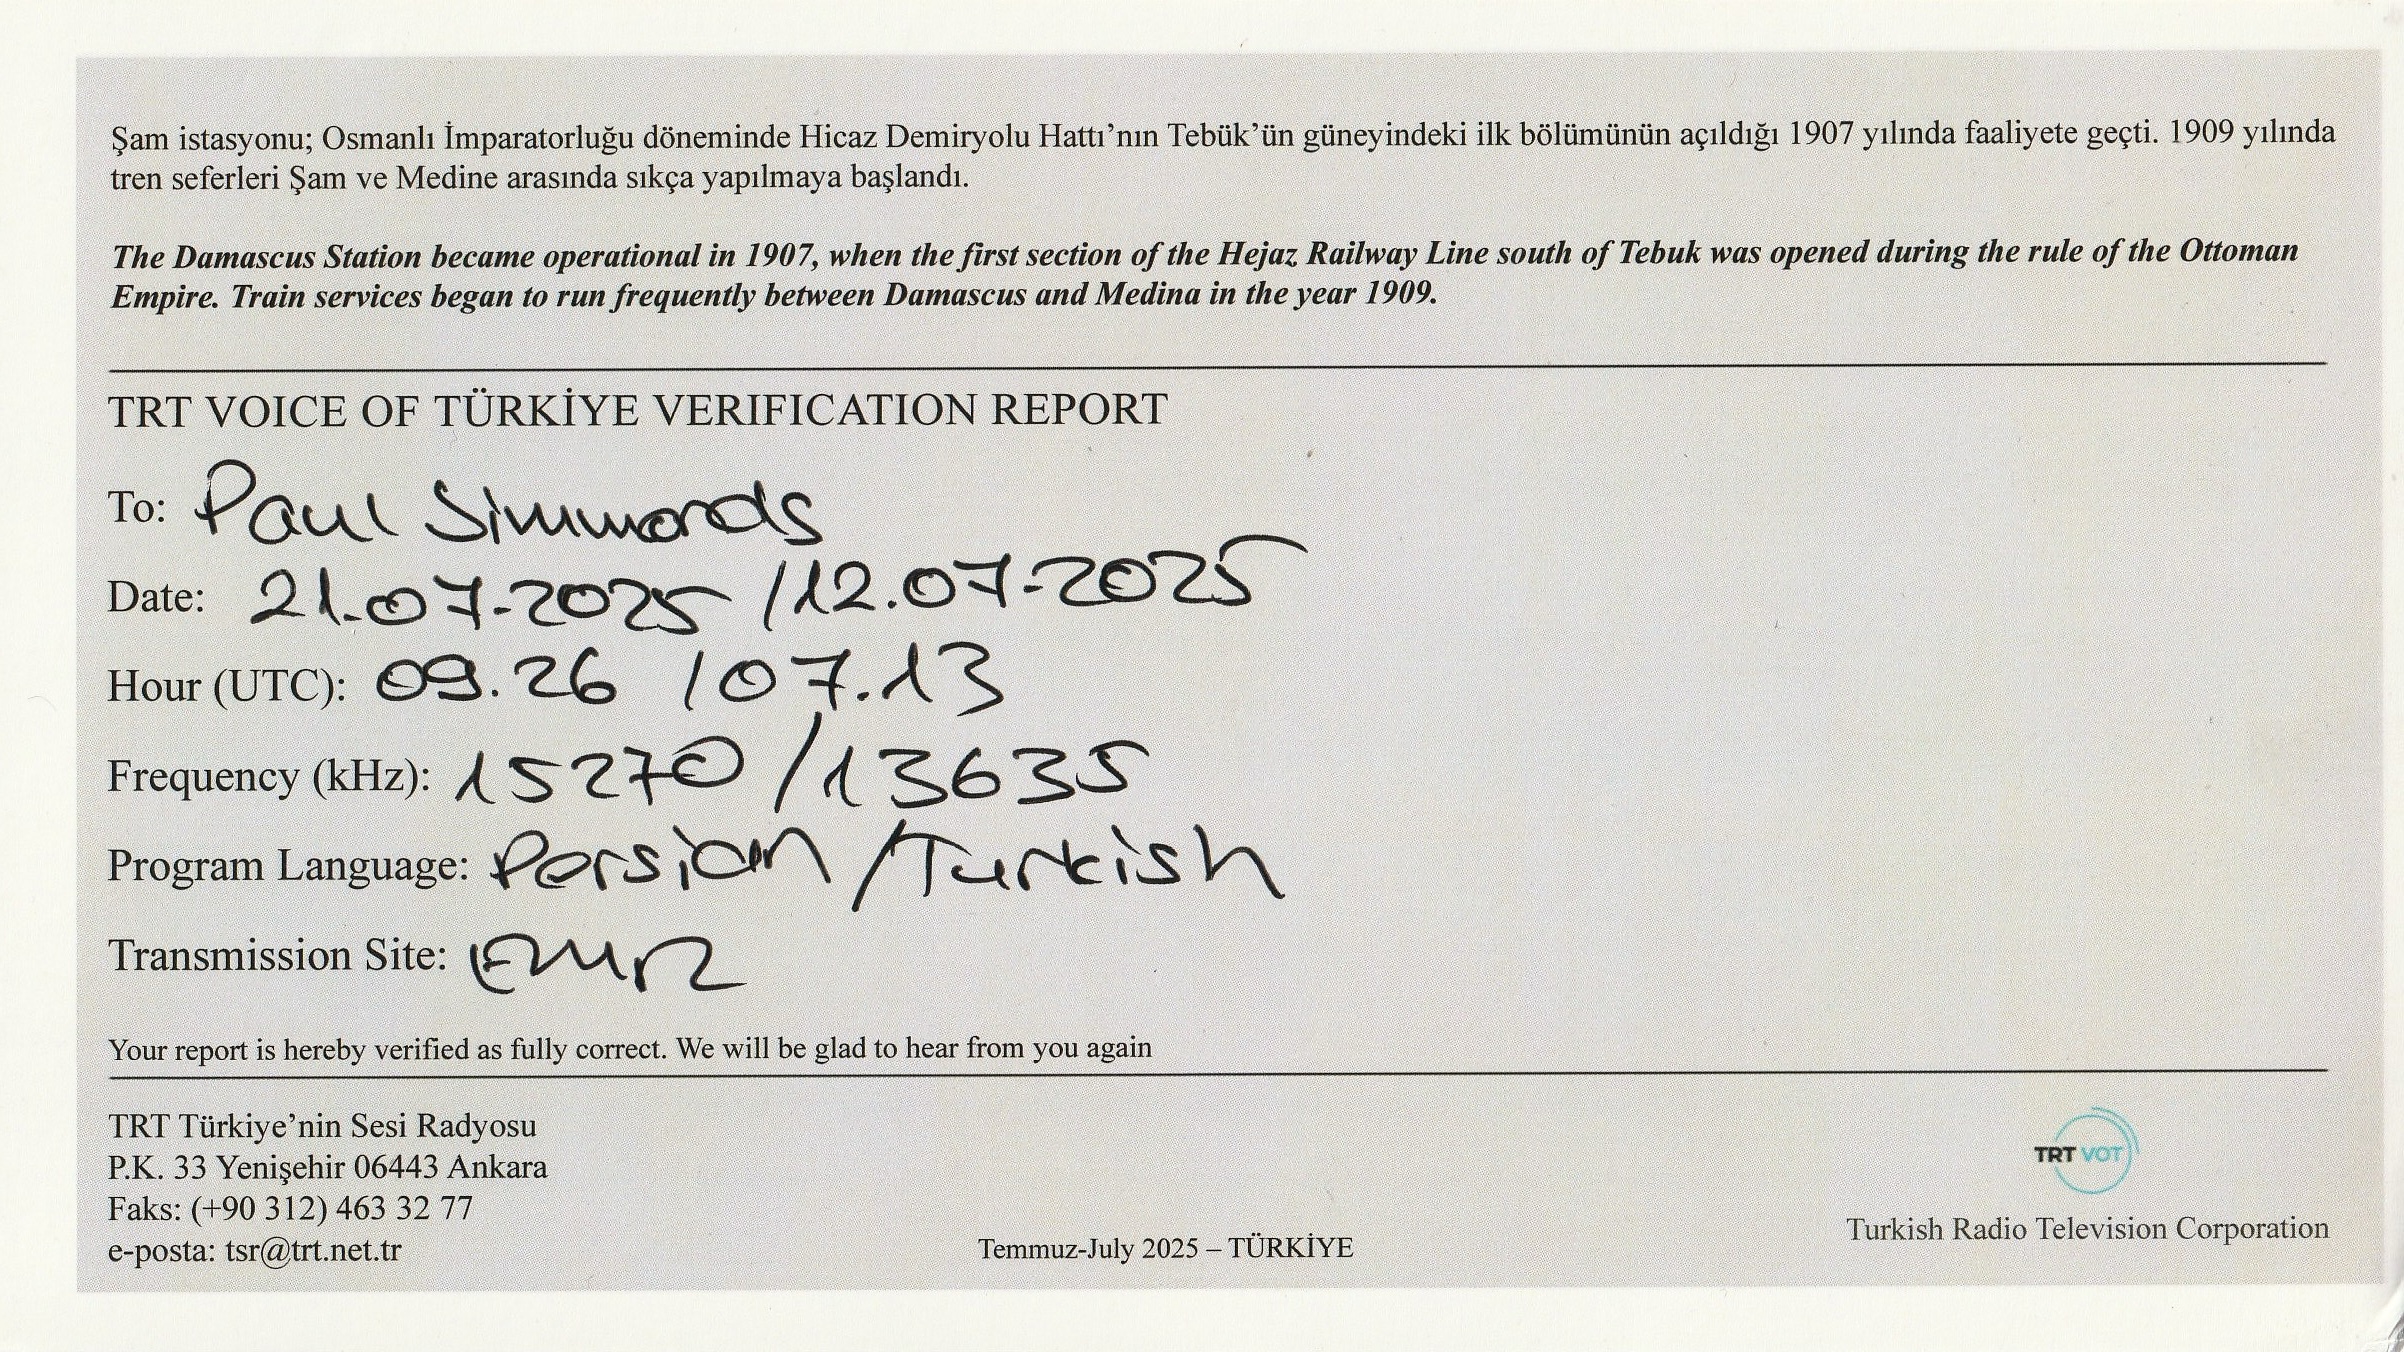 Şam istasyonu; Osmanlı İmparatorluğu döneminde Hicaz Demiryolu Hattı’nın Tebük’ün güneyindeki ilk bölümünün açıldığı 1907 yılında faaliyete geçti. 1909 yılında
tren seferleri Şam ve Medine arasında sıkça yapılmaya başlandı.
The Damascus Station became operational in 1907, when the first section of the Hejaz Railway Line south of Tebuk was opened during the rule of the Ottoman
Empire. Train services began to run frequently between Damascus and Medina in the year 1909.
TRT VOICE OF TÜRKİYE VERIFICATION REPORT
To: Paul Simmonds
Date: 21.07.2025 / 12.07.2025
Hour (UTC): 09.26 / 07.13
Frequency (kHz): 15270 / 13635
Program Language: Persian / Turkish
Transmission Site: EMR
Your report is hereby verified as fully correct. We will be glad to hear from you again
TRT Türkiye’nin Sesi Radyosu
P.K. 33 Yenişehir 06443 Ankara
Faks: (+90 312) 463 32 77
e-posta: tsr@trt.net.tr
Temmuz-July 2025 – TÜRKİYE
TRT VOT
Turkish Radio Television Corporation